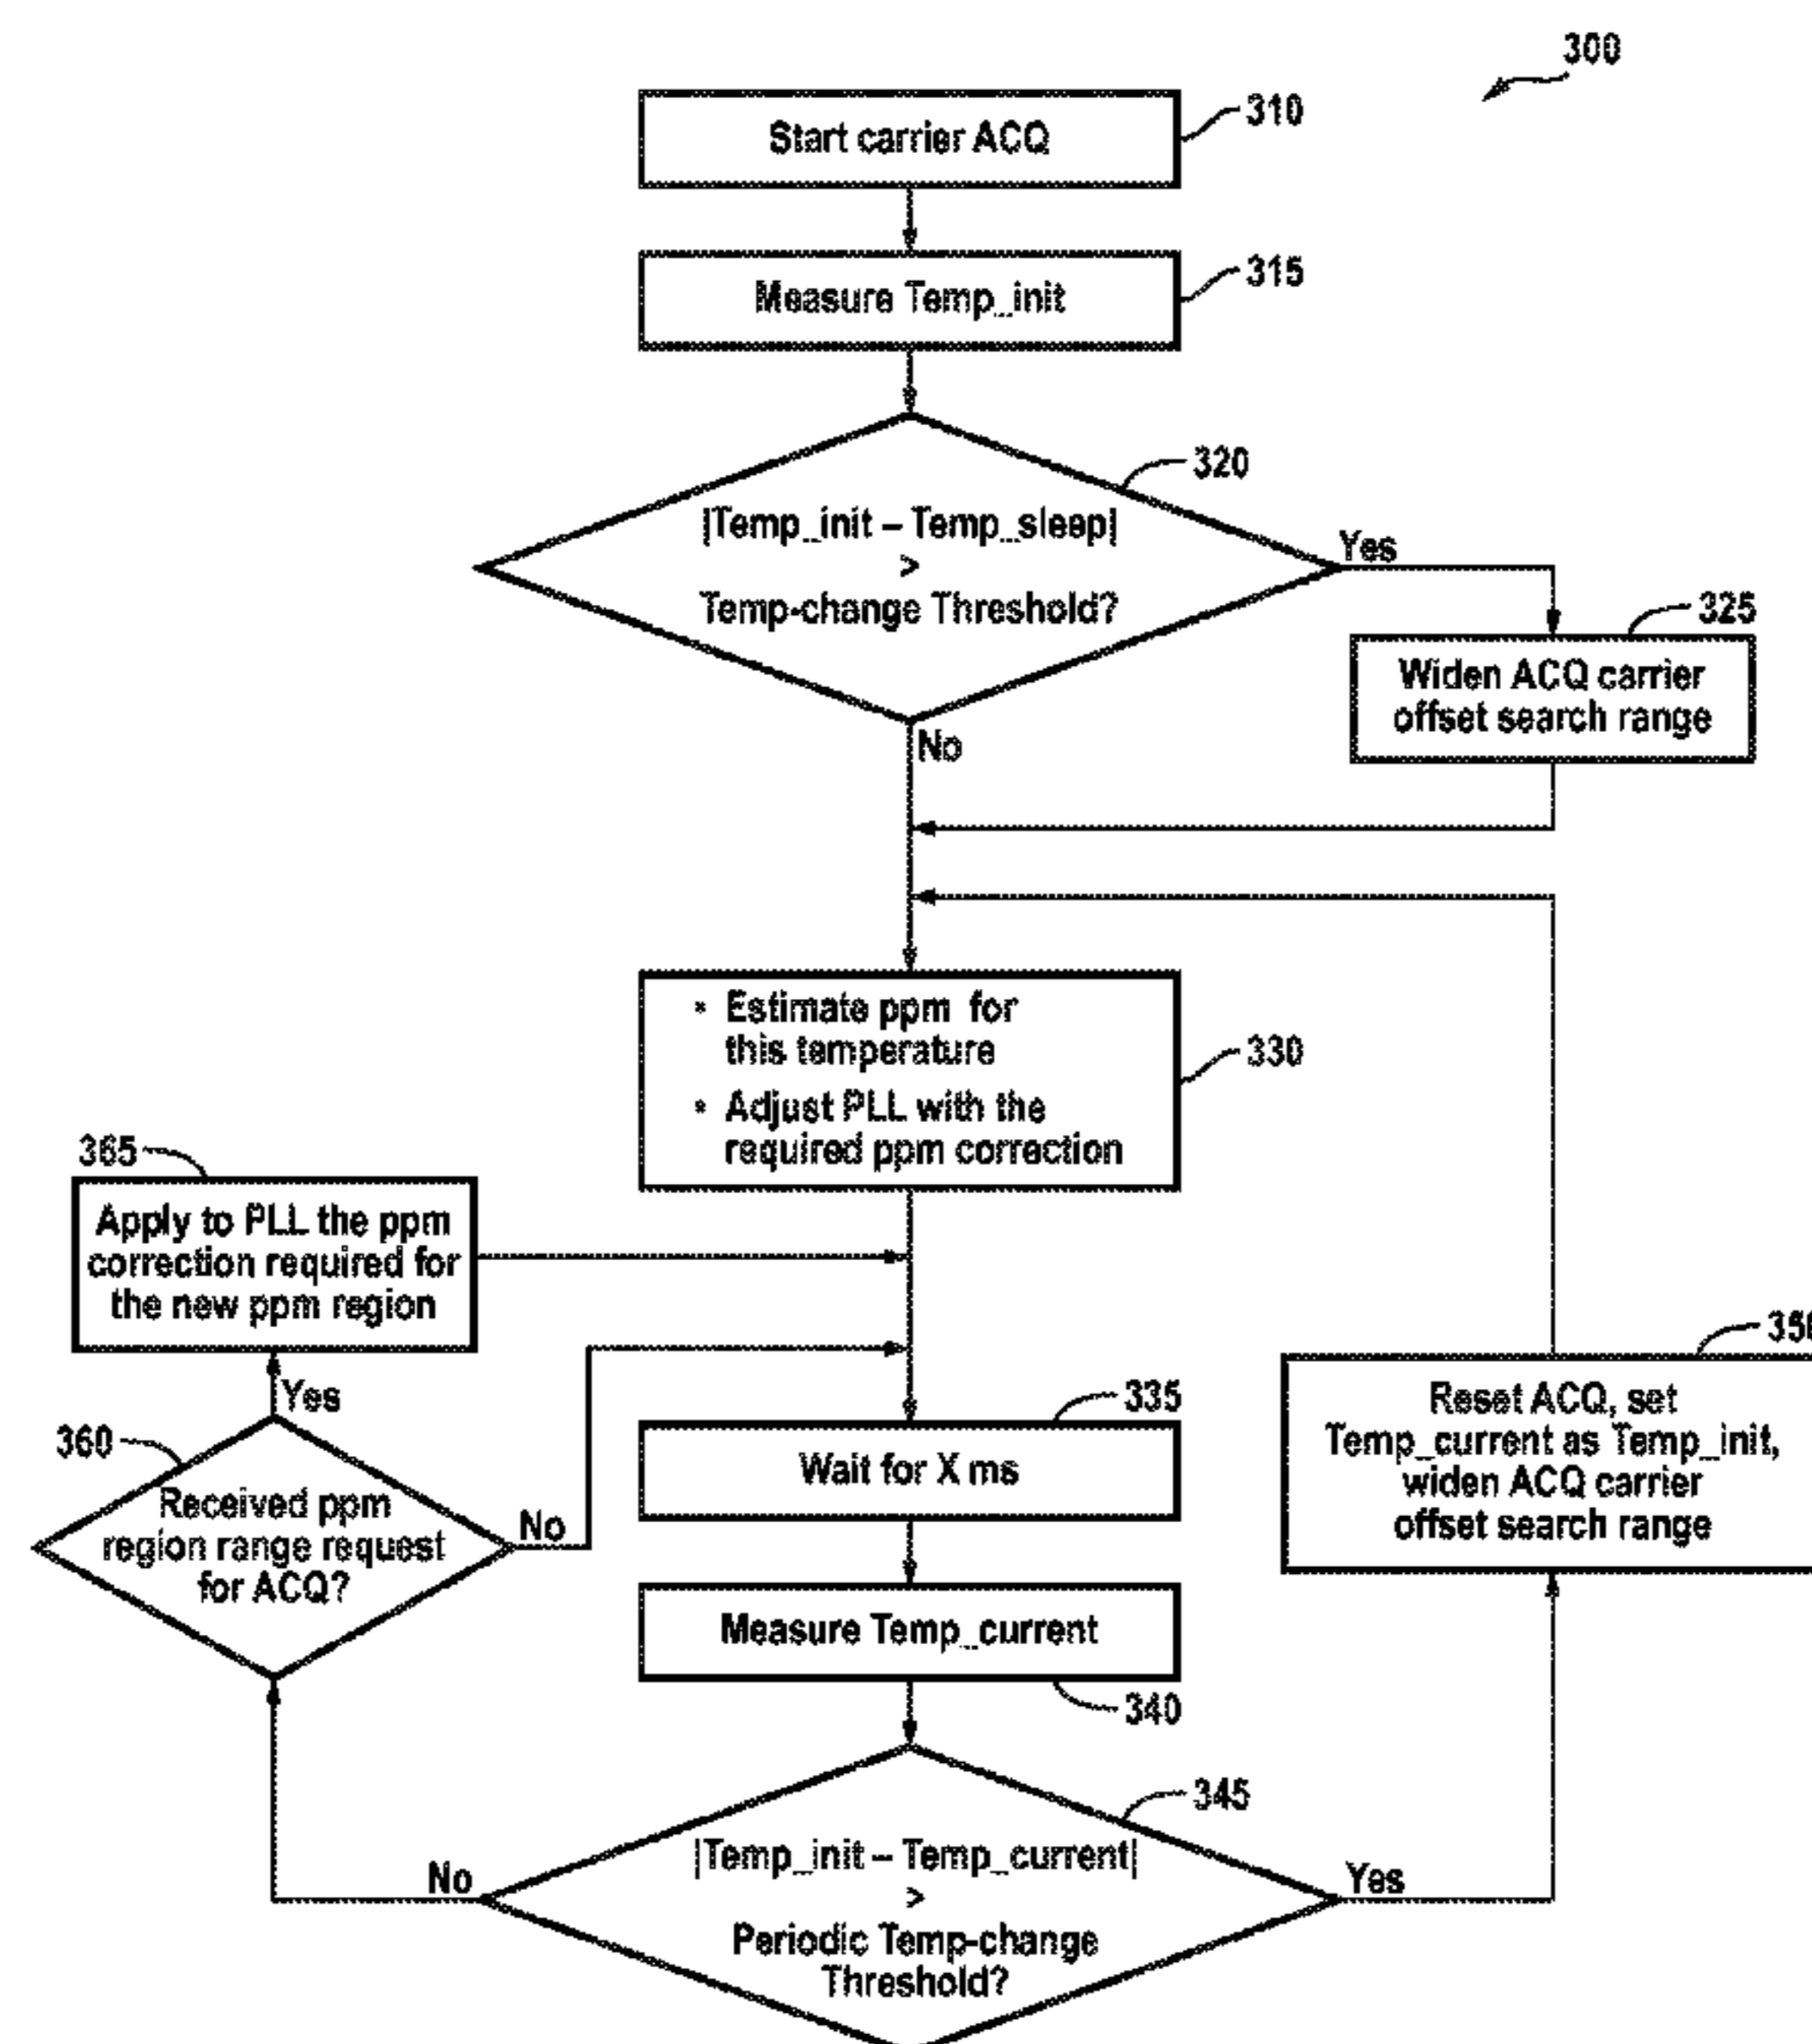 300
Start carrier ACQ
310
Measure Temp_init
315
320
|Temp_init – Temp_sleep|
>
Temp-change Threshold?
Yes
No
325
Widen ACQ carrier
offset search range
• Estimate ppm for
this temperature
• Adjust PLL with the
required ppm correction
330
365
Apply to PLL the ppm
correction required for
the new ppm region
Yes
360
Received ppm
region range request
for ACQ?
No
335
Wait for X ms
Measure Temp_current
340
345
|Temp_init – Temp_current|
>
Periodic Temp-change
Threshold?
No
Yes
Reset ACQ, set
Temp_current as Temp_init,
widen ACQ carrier
offset search range